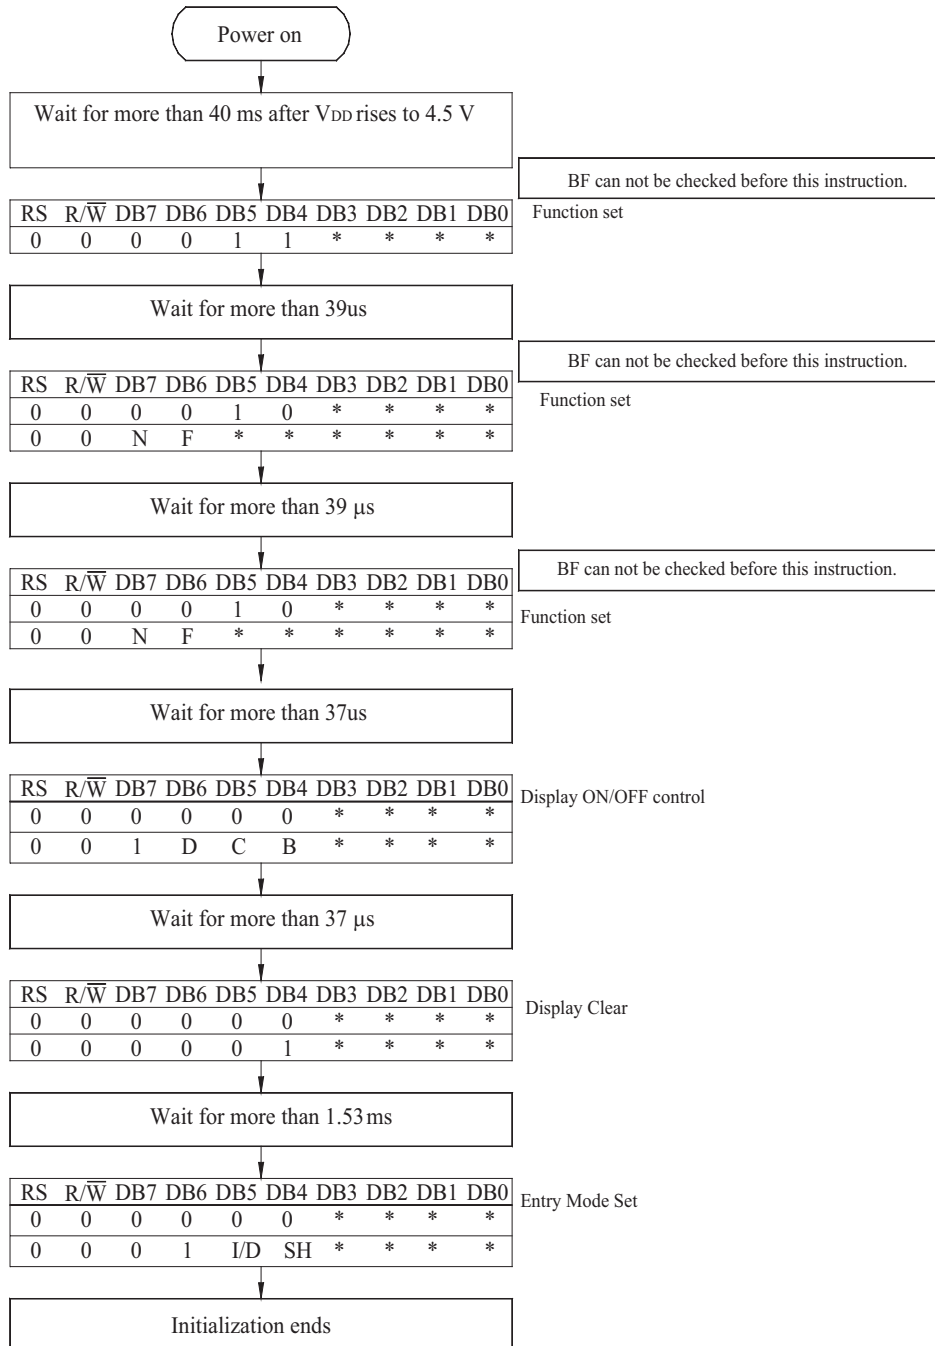 Power on
Wait for more than 40 ms after VDD rises to 4.5 V
BF can not be checked before this instruction.
RS R/W̅ DB7 DB6 DB5 DB4 DB3 DB2 DB1 DB0
Function set
0 0 0 0 1 1 * * * *
Wait for more than 39us
BF can not be checked before this instruction.
RS R/W̅ DB7 DB6 DB5 DB4 DB3 DB2 DB1 DB0
Function set
0 0 0 0 1 0 * * * *
0 0 N F * * * * * *
Wait for more than 39 μs
BF can not be checked before this instruction.
RS R/W̅ DB7 DB6 DB5 DB4 DB3 DB2 DB1 DB0
0 0 0 0 1 0 * * * *
Function set
0 0 N F * * * * * *
Wait for more than 37us
RS R/W̅ DB7 DB6 DB5 DB4 DB3 DB2 DB1 DB0
Display ON/OFF control
0 0 0 0 0 0 * * * *
0 0 1 D C B * * * *
Wait for more than 37 μs
RS R/W̅ DB7 DB6 DB5 DB4 DB3 DB2 DB1 DB0
Display Clear
0 0 0 0 0 0 * * * *
0 0 0 0 0 1 * * * *
Wait for more than 1.53ms
RS R/W̅ DB7 DB6 DB5 DB4 DB3 DB2 DB1 DB0
Entry Mode Set
0 0 0 0 0 0 * * * *
0 0 0 1 I/D SH * * * *
Initialization ends